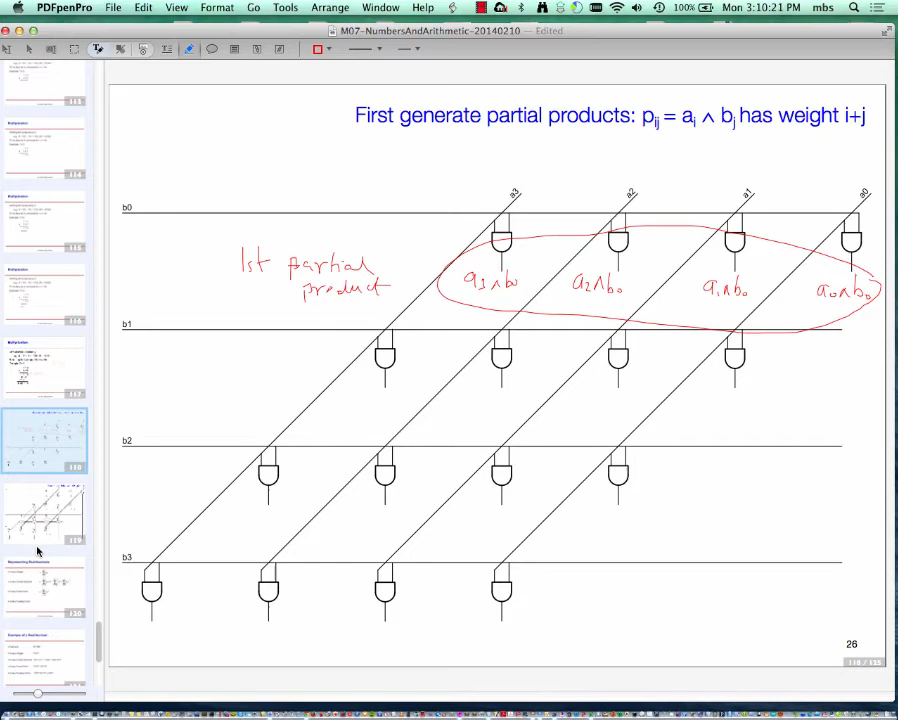 PDFpenPro File Edit View Format Go Tools Arrange Window Help 100% Mon 3:10:21 PM mbs
M07-NumbersAndArithmetic-20140210 — Edited
First generate partial products: pij = ai ∧ bj has weight i+j
a3 a2 a1 a0
b0
1st partial
product
a3∧b0 a2∧b0 a1∧b0 a0∧b0
b1
b2
b3
26
118 / 125
113
114
115
116
117
118
119
120